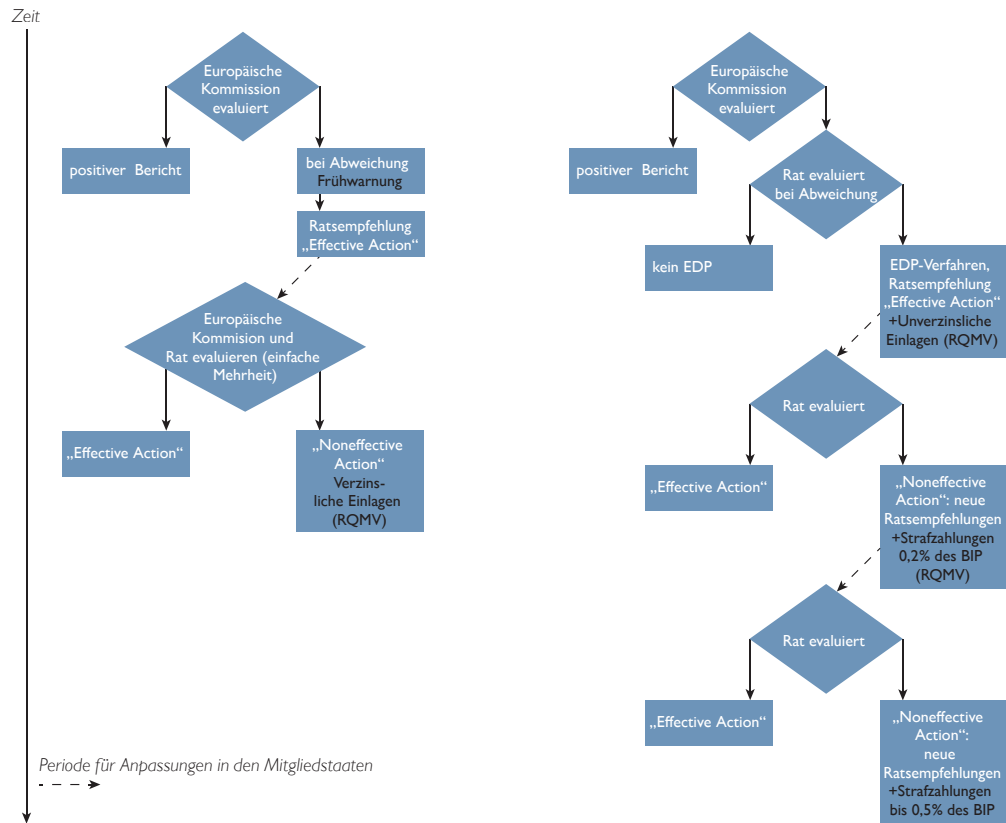 Zeit
Europäische
Kommission
evaluiert
positiver Bericht
bei Abweichung
Frühwarnung
Ratsempfehlung
„Effective Action“
Europäische
Kommision und
Rat evaluieren (einfache
Mehrheit)
„Effective Action“
„Noneffective
Action“
Verzins-
liche Einlagen
(RQMV)
Europäische
Kommission
evaluiert
positiver Bericht
Rat evaluiert
bei Abweichung
kein EDP
EDP-Verfahren,
Ratsempfehlung
„Effective Action“
+Unverzinsliche
Einlagen (RQMV)
Rat evaluiert
„Effective Action“
„Noneffective
Action“: neue
Ratsempfehlungen
+Strafzahlungen
0,2% des BIP
(RQMV)
Rat evaluiert
„Effective Action“
„Noneffective
Action“:
neue
Ratsempfehlungen
+Strafzahlungen
bis 0,5% des BIP
Periode für Anpassungen in den Mitgliedstaaten